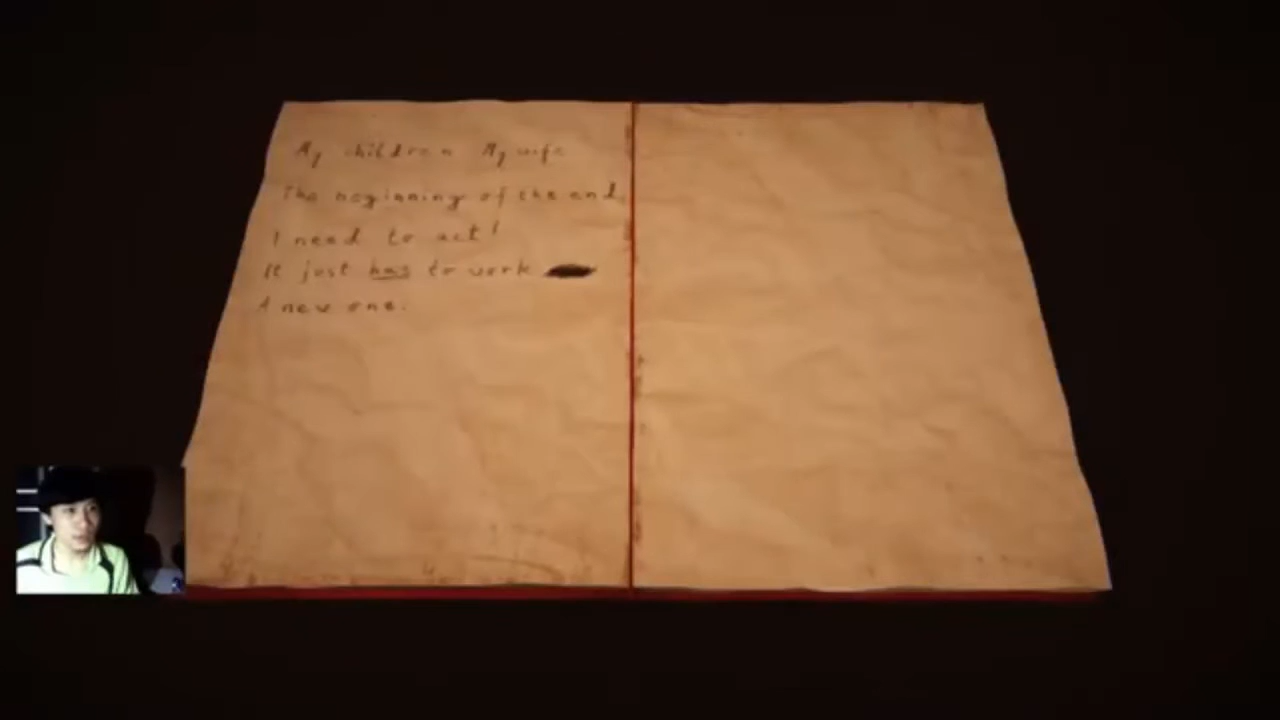 My children My wife
The beginning of the end.
I need to act!
It just has to work
A new one.